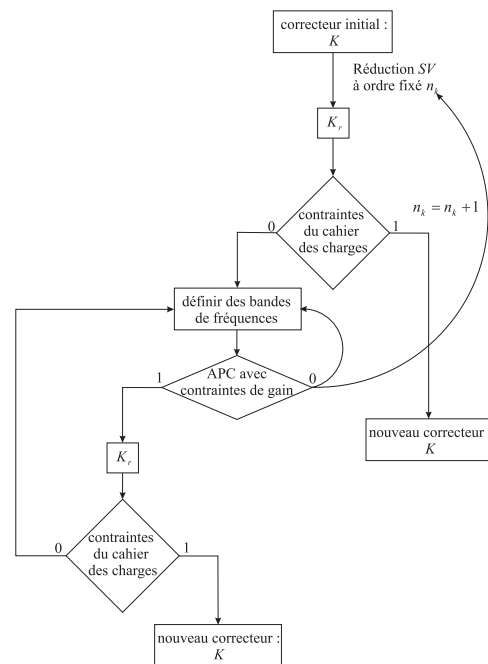 correcteur initial :
K
Réduction SV
à ordre fixé n_k
K_r
n_k = n_k + 1
contraintes
du cahier
des charges
0
1
définir des bandes
de fréquences
APC avec
contraintes de gain
1
0
nouveau correcteur
K
K_r
contraintes
du cahier
des charges
0
1
nouveau correcteur :
K